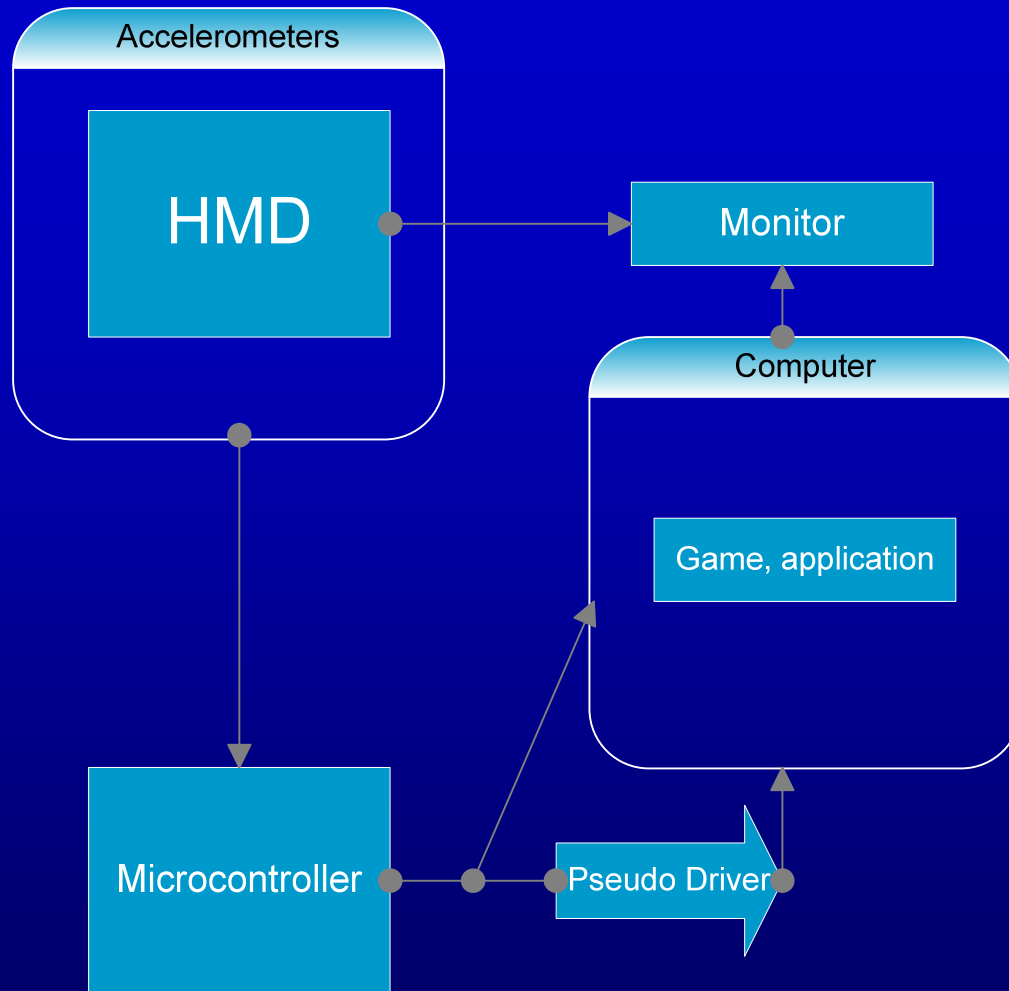 Accelerometers
HMD
Monitor
Computer
Game, application
Microcontroller
Pseudo Driver